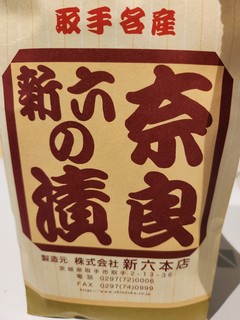 取手名産
新六の
奈良漬
製造元 株式会社 新六本店
茨城県取手市取手2-13-36
電話 0297(72)0006
FAX 0297(74)0999